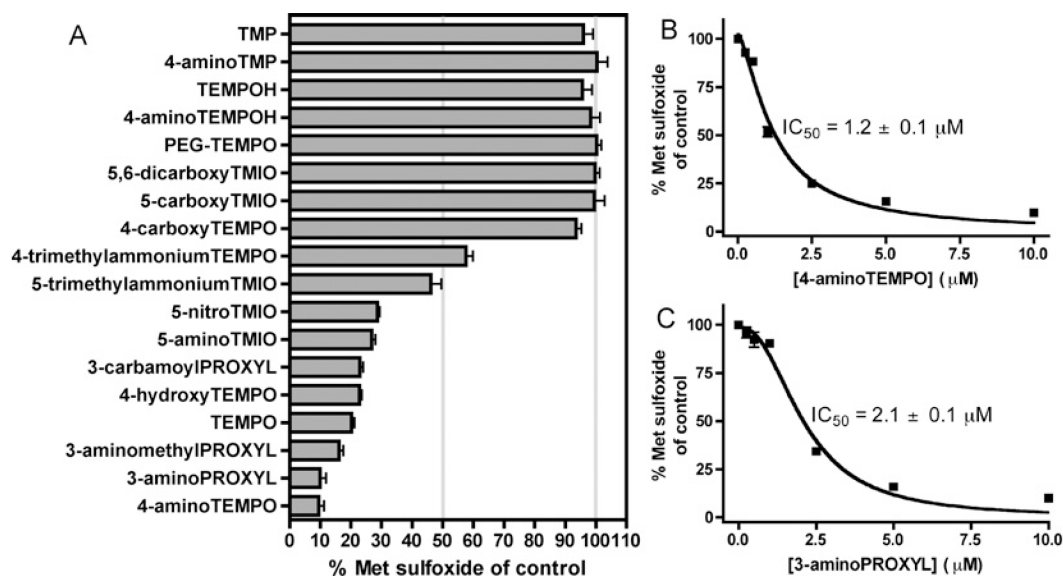 A
TMP
4-aminoTMP
TEMPOH
4-aminoTEMPOH
PEG-TEMPO
5,6-dicarboxyTMIO
5-carboxyTMIO
4-carboxyTEMPO
4-trimethylammoniumTEMPO
5-trimethylammoniumTMIO
5-nitroTMIO
5-aminoTMIO
3-carbamoylPROXYL
4-hydroxyTEMPO
TEMPO
3-aminomethylPROXYL
3-aminoPROXYL
4-aminoTEMPO
0 10 20 30 40 50 60 70 80 90 100 110
% Met sulfoxide of control
B
% Met sulfoxide
of control
100
75
50
25
0
IC50 = 1.2 ± 0.1 μM
0.0 2.5 5.0 7.5 10.0
[4-aminoTEMPO] (μM)
C
% Met sulfoxide
of control
100
75
50
25
0
IC50 = 2.1 ± 0.1 μM
0.0 2.5 5.0 7.5 10.0
[3-aminoPROXYL] (μM)